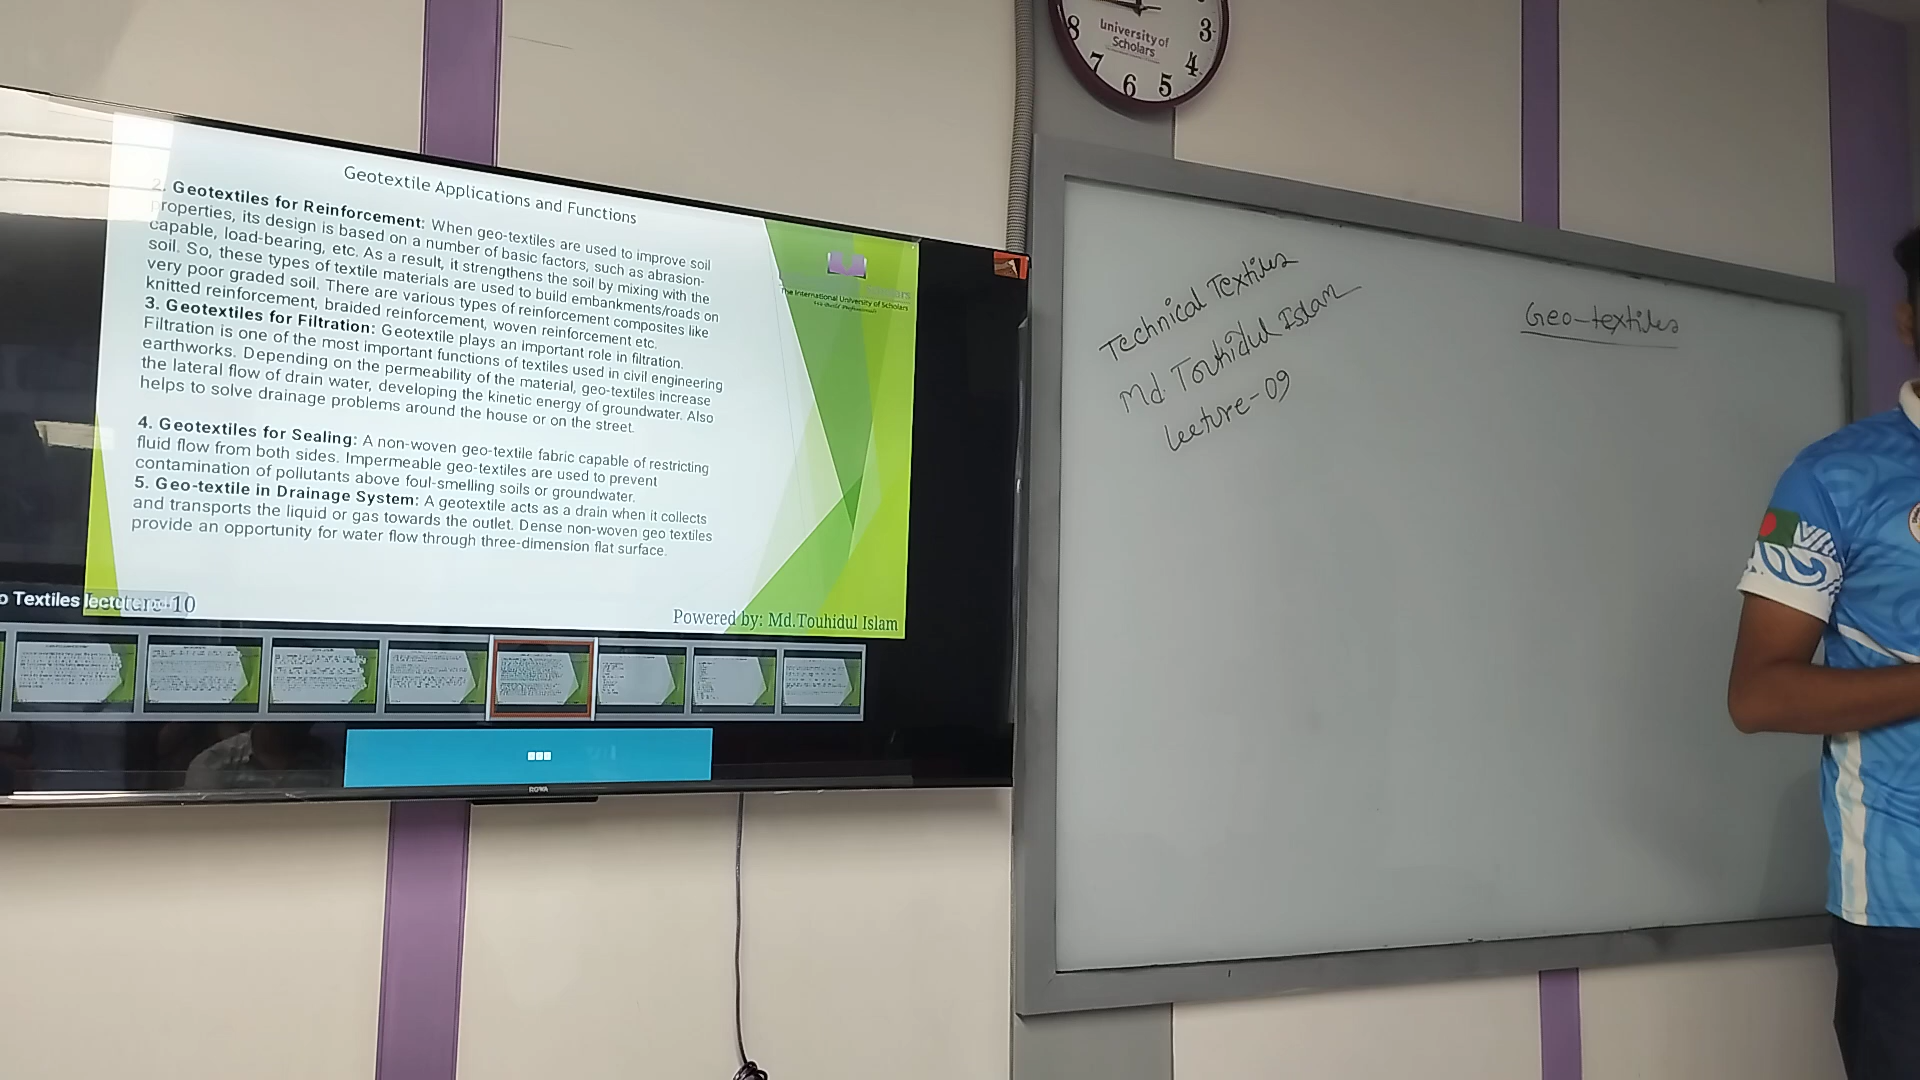 Geotextile Applications and Functions
2. Geotextiles for Reinforcement: When geo-textiles are used to improve soil
properties, its design is based on a number of basic factors, such as abrasion-
capable, load-bearing, etc. As a result, it strengthens the soil by mixing with the
soil. So, these types of textile materials are used to build embankments/roads on
very poor graded soil. There are various types of reinforcement composites like
knitted reinforcement, braided reinforcement, woven reinforcement etc.
3. Geotextiles for Filtration: Geotextile plays an important role in filtration.
Filtration is one of the most important functions of textiles used in civil engineering
earthworks. Depending on the permeability of the material, geo-textiles increase
the lateral flow of drain water, developing the kinetic energy of groundwater. Also
helps to solve drainage problems around the house or on the street.
4. Geotextiles for Sealing: A non-woven geo-textile fabric capable of restricting
fluid flow from both sides. Impermeable geo-textiles are used to prevent
contamination of pollutants above foul-smelling soils or groundwater.
5. Geo-textile in Drainage System: A geotextile acts as a drain when it collects
and transports the liquid or gas towards the outlet. Dense non-woven geo textiles
provide an opportunity for water flow through three-dimension flat surface.
The International University of Scholars
o Textiles lect
Lecture-10
Powered by: Md.Touhidul Islam
ROWA
University of
Scholars
3
4
5
6
7
8
Technical Textiles
Md. Touhidul Islam
Lecture-09
Geo-textiles